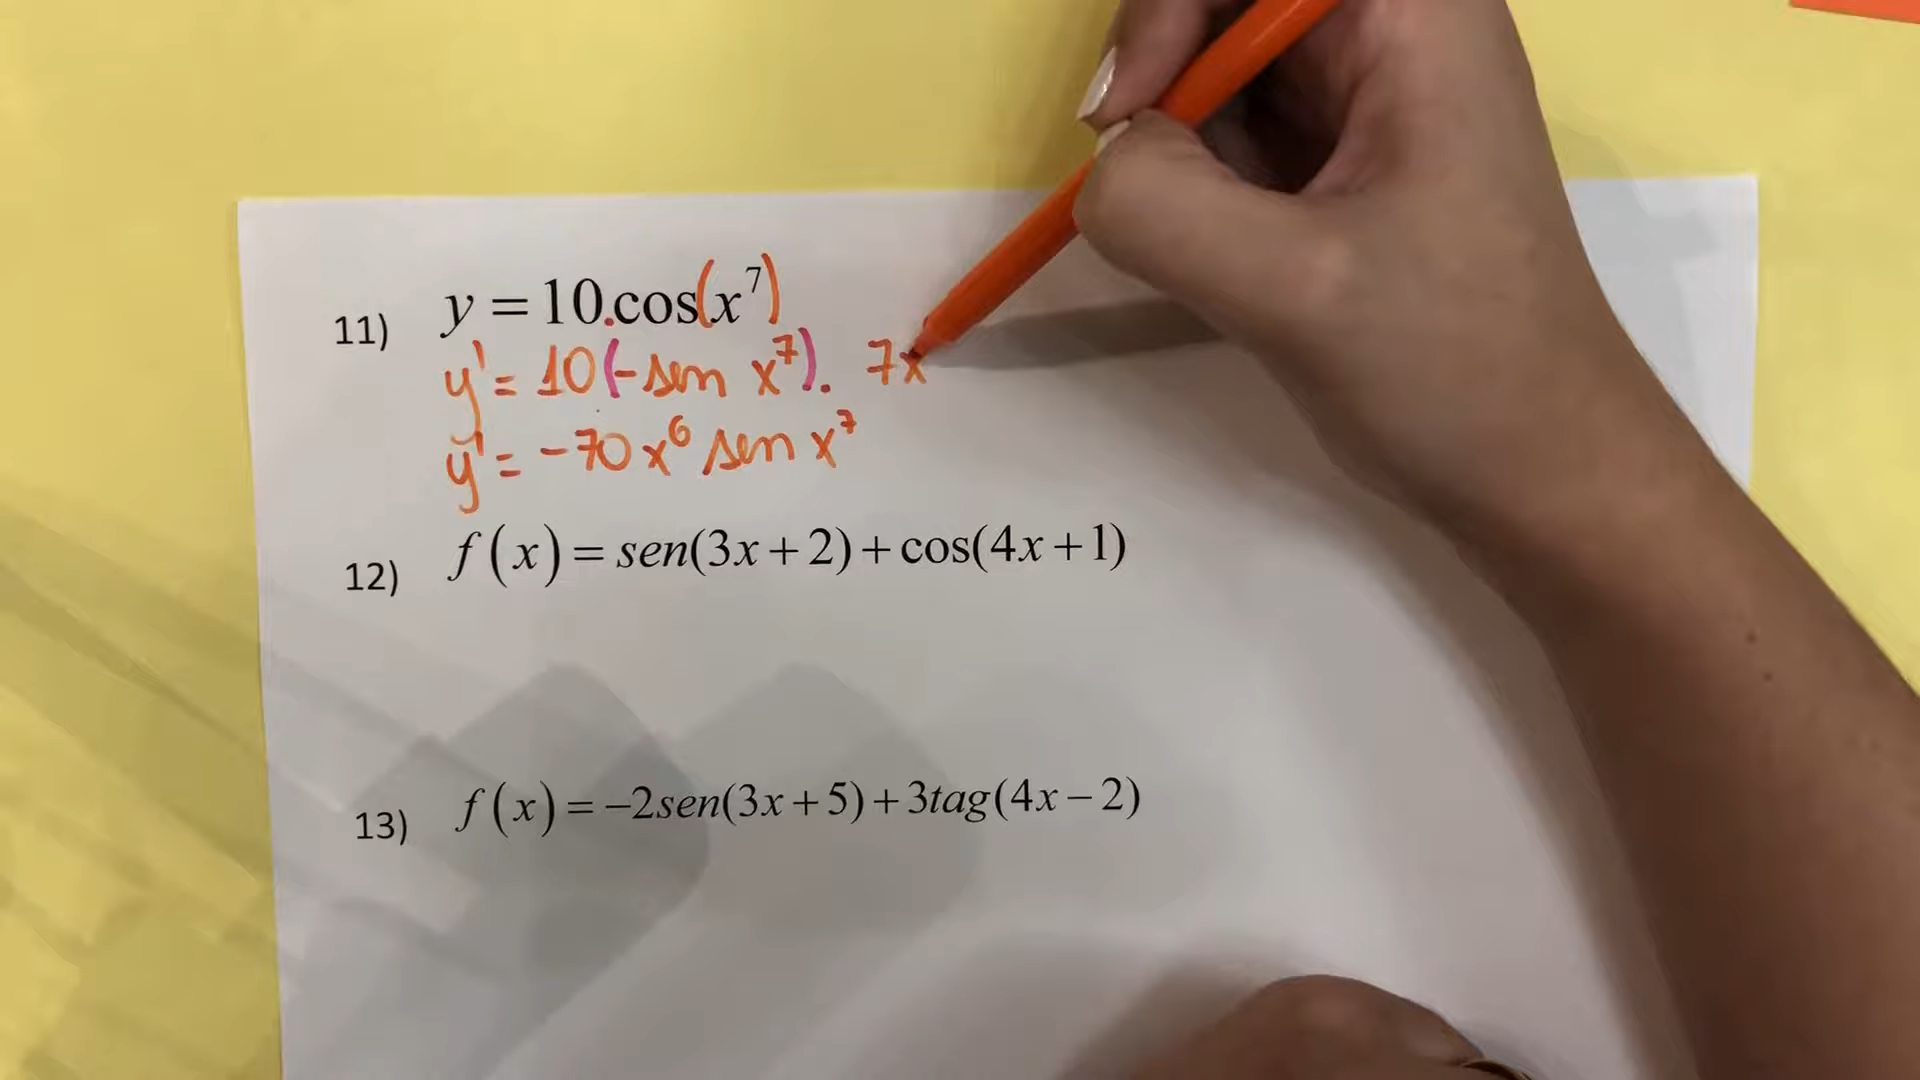 11) y = 10.cos(x⁷)
y' = 10(-sen x⁷). 7x
y' = -70x⁶ sen x⁷
12) f(x) = sen(3x+2)+cos(4x+1)
13) f(x) = -2sen(3x+5)+3tag(4x-2)